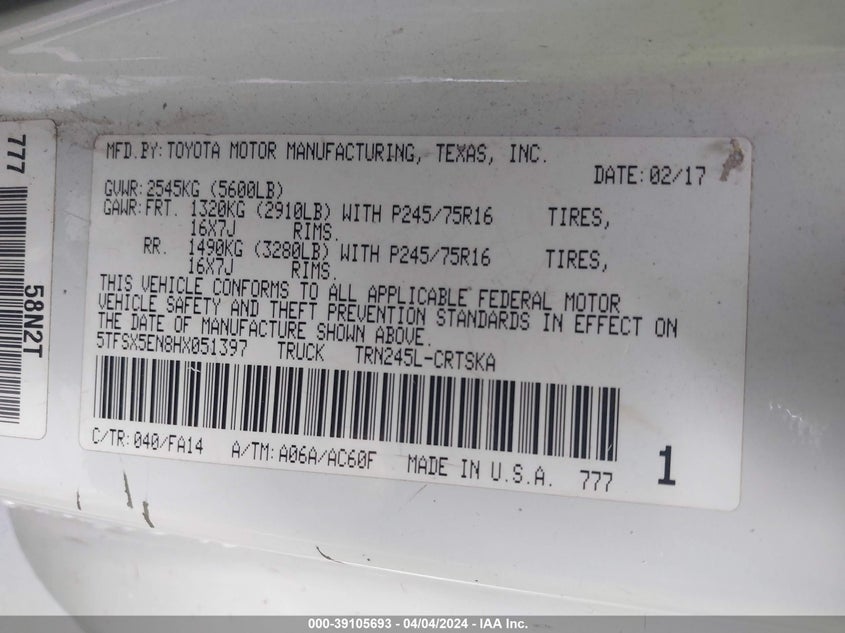 777
58N2T
MFD.BY:TOYOTA MOTOR MANUFACTURING, TEXAS, INC.
DATE:02/17
GVWR:2545KG (5600LB)
GAWR:FRT. 1320KG (2910LB) WITH P245/75R16 TIRES,
16X7J RIMS.
RR. 1490KG (3280LB) WITH P245/75R16 TIRES,
16X7J RIMS.
THIS VEHICLE CONFORMS TO ALL APPLICABLE FEDERAL MOTOR
VEHICLE SAFETY AND THEFT PREVENTION STANDARDS IN EFFECT ON
THE DATE OF MANUFACTURE SHOWN ABOVE.
5TFSX5EN8HX051397 TRUCK TRN245L-CRTSKA
C/TR:040/FA14 A/TM:A06A/AC60F MADE IN U.S.A. 777 1
000-39105693 - 04/04/2024 - IAA Inc.